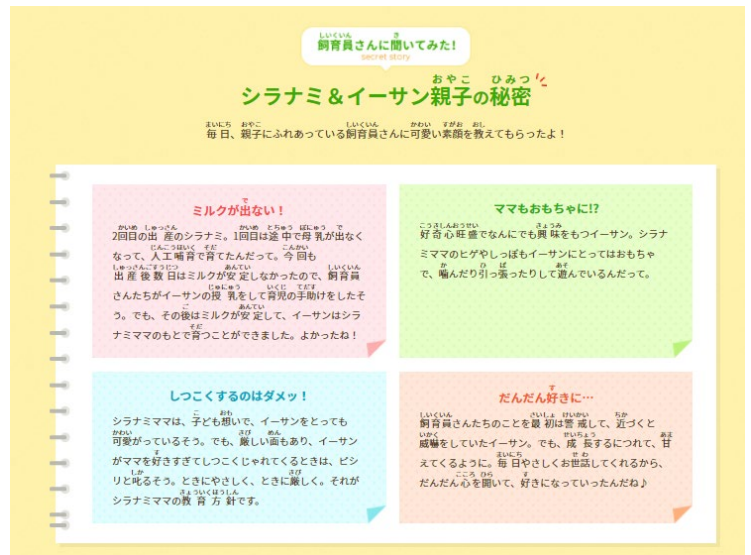 飼育員さんに聞いてみた!
secret story
シラナミ&イーサン親子の秘密
毎日、親子にふれあっている飼育員さんに可愛い素顔を教えてもらったよ!
ミルクが出ない!
2回目の出産のシラナミ。1回目は途中で母乳が出なく
なって、人工哺育で育てたんだって。今回も
出産後数日はミルクが安定しなかったので、飼育員
さんたちがイーサンの授乳をして育児の手助けをしたそ
う。でも、その後はミルクが安定して、イーサンはシラ
ナミママのもとで育つことができました。よかったね!
ママもおもちゃに!?
好奇心旺盛でなんにでも興味をもつイーサン。シラナ
ミママのトゲやしっぽもイーサンにとってはおもちゃ
で、噛んだり引っ張ったりして遊んでいるんだって。
しつこくするのはダメッ!
シラナミママは、子ども想いで、イーサンをとっても
可愛がっているそう。でも、厳しい面もあり、イーサン
がママを好きすぎてしつこくじゃれてくるときは、ピシ
リと叱るそう。ときにやさしく、ときに厳しく。それが
シラナミママの教育方針です。
だんだん好きに…
飼育員さんたちのことを最初は警戒して、近づくと
威嚇をしていたイーサン。でも、成長するにつれて、甘
えてくるように。毎日やさしくお世話してくれるから、
だんだん心を開いて、好きになっていったんだね♪